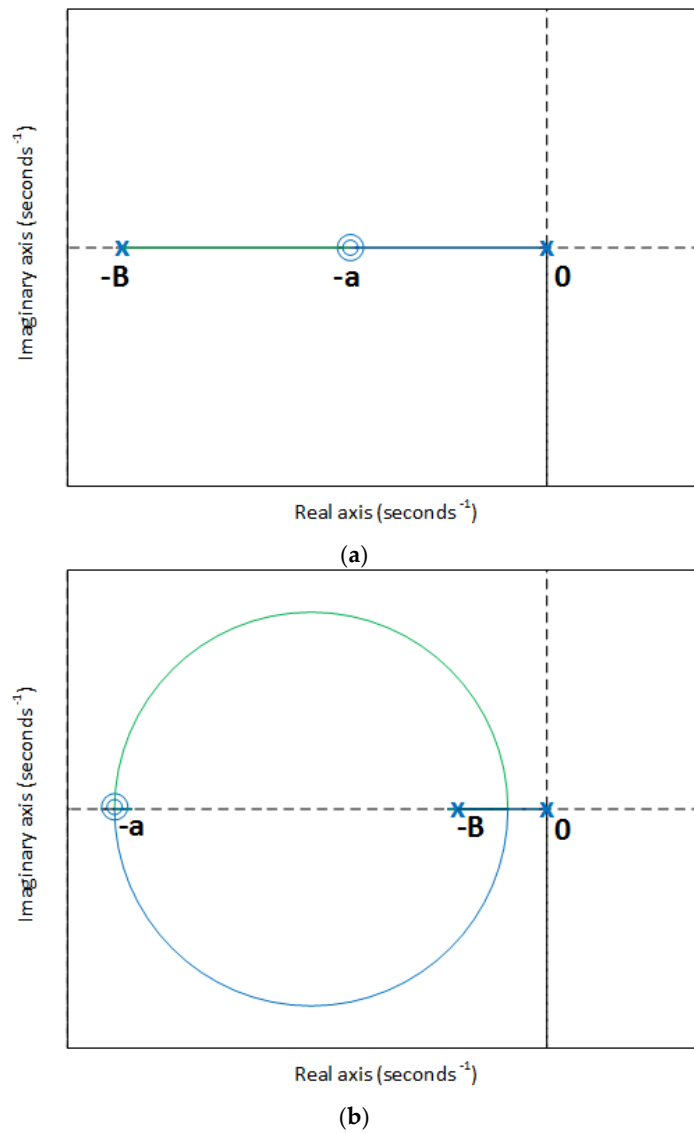 Imaginary axis (seconds⁻¹)
-B
-a
0
Real axis (seconds⁻¹)
(a)
Imaginary axis (seconds⁻¹)
-a
-B
0
Real axis (seconds⁻¹)
(b)